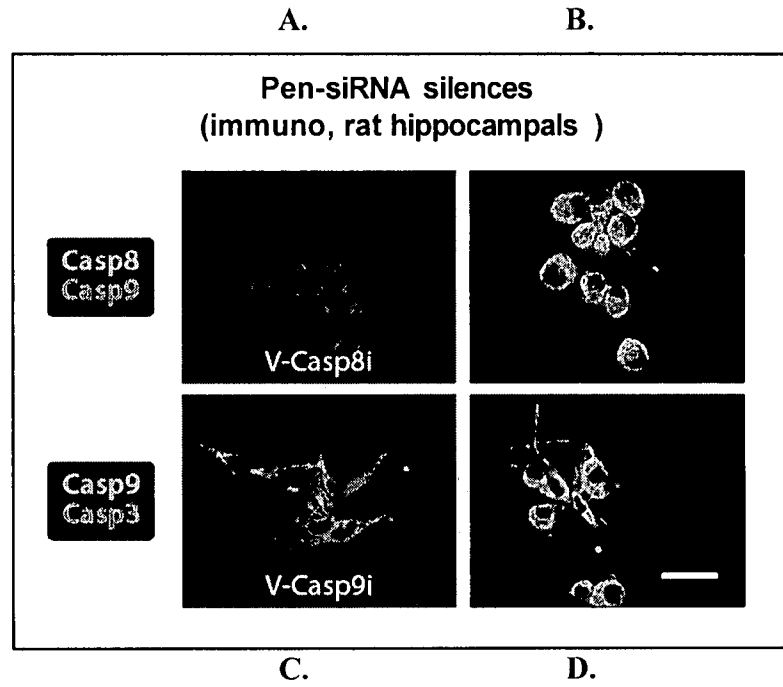 A. B.
Pen-siRNA silences
(immuno, rat hippocampals )
Casp8
Casp9
V-Casp8i
Casp9
Casp3
V-Casp9i
C. D.